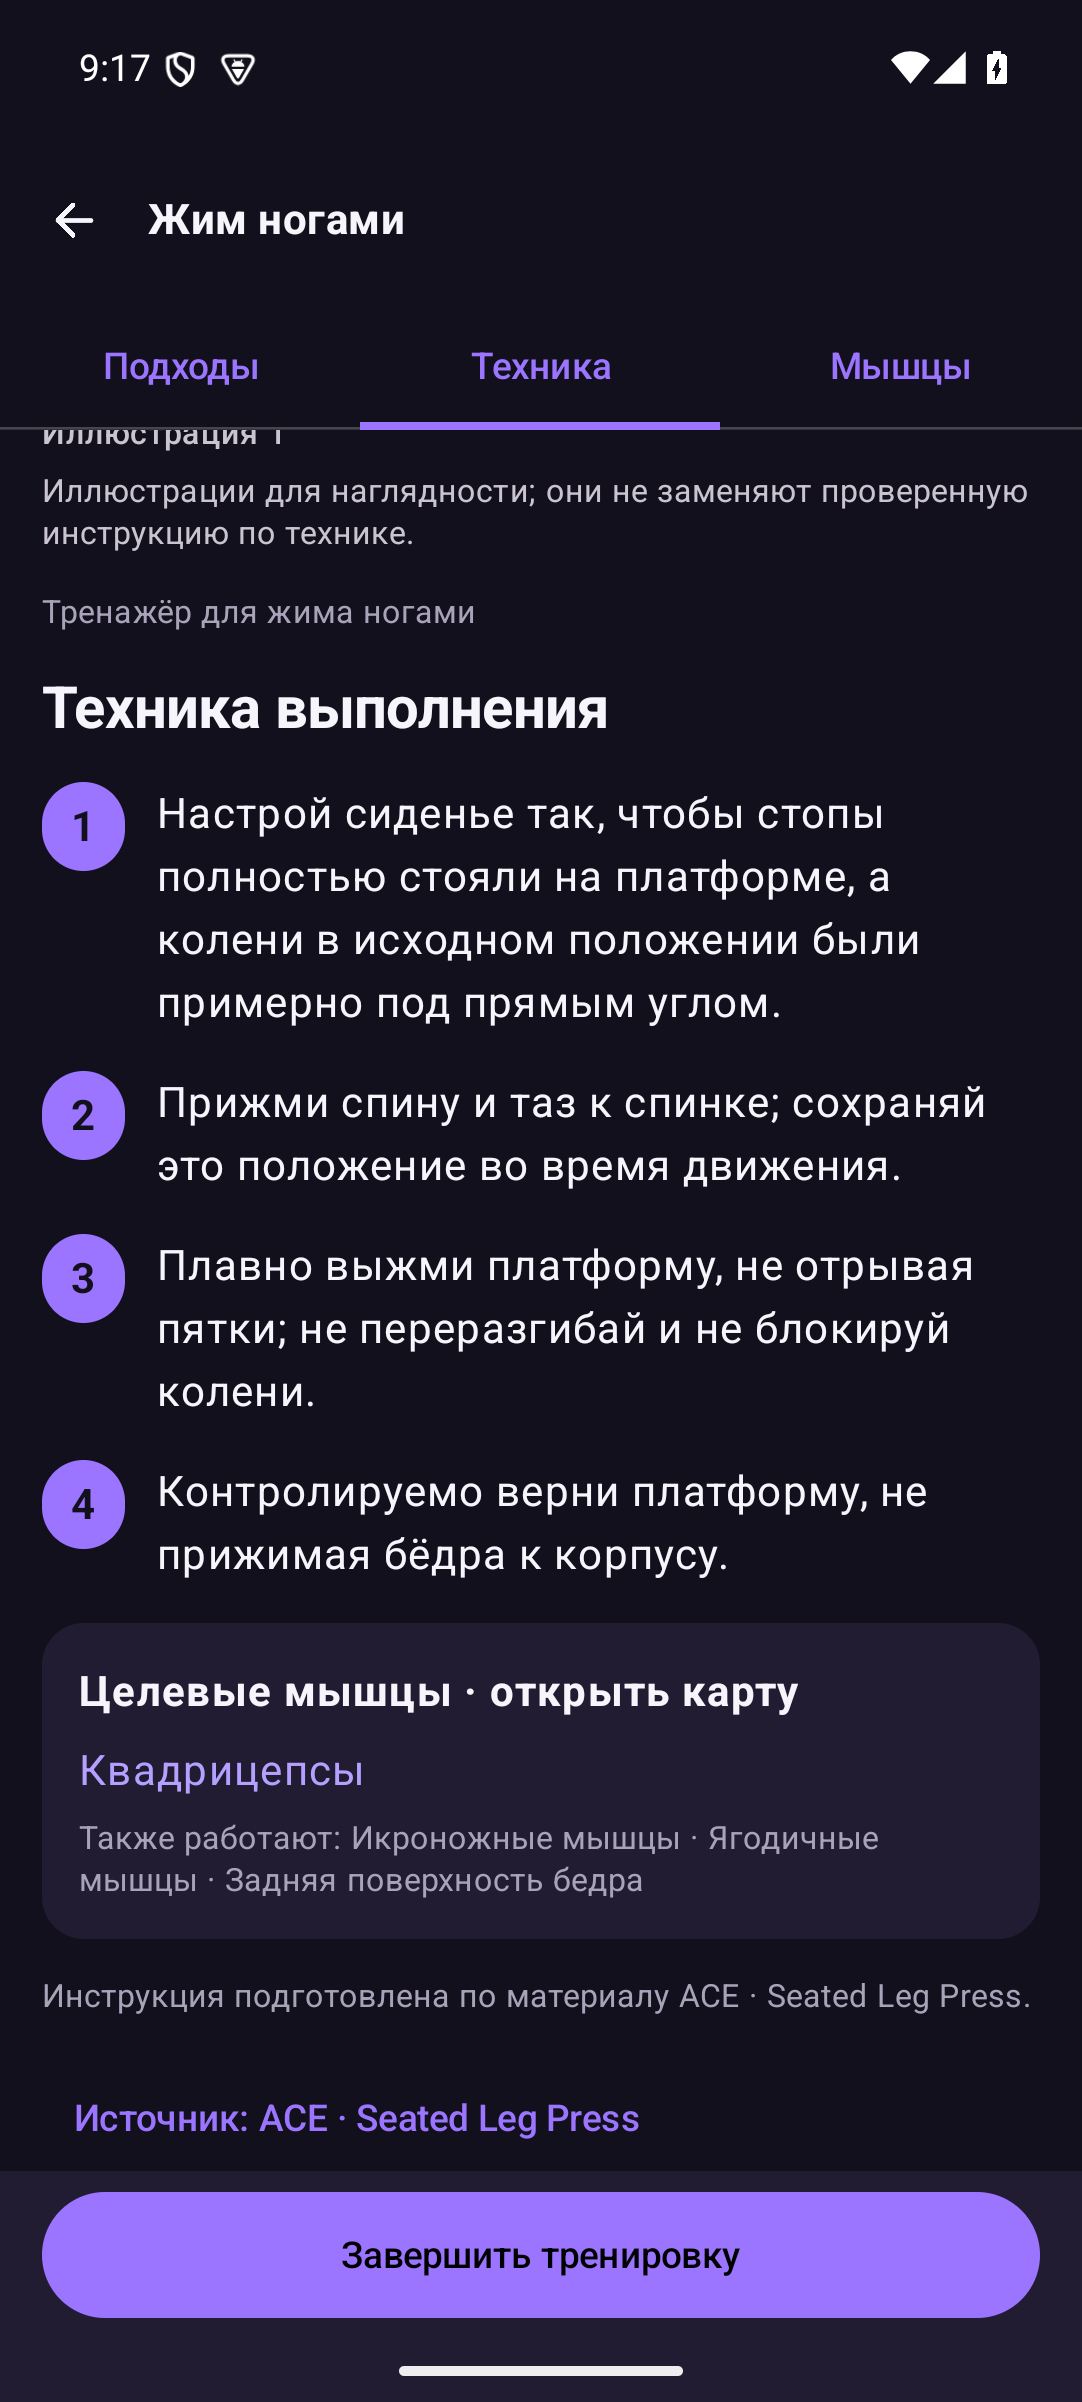 9:17
Жим ногами
Подходы
Техника
Мышцы
Иллюстрация 1
Иллюстрации для наглядности; они не заменяют проверенную
инструкцию по технике.
Тренажёр для жима ногами
Техника выполнения
1
Настрой сиденье так, чтобы стопы
полностью стояли на платформе, а
колени в исходном положении были
примерно под прямым углом.
2
Прижми спину и таз к спинке; сохраняй
это положение во время движения.
3
Плавно выжми платформу, не отрывая
пятки; не переразгибай и не блокируй
колени.
4
Контролируемо верни платформу, не
прижимая бёдра к корпусу.
Целевые мышцы · открыть карту
Квадрицепсы
Также работают: Икроножные мышцы · Ягодичные
мышцы · Задняя поверхность бедра
Инструкция подготовлена по материалу ACE · Seated Leg Press.
Источник: ACE · Seated Leg Press
Завершить тренировку